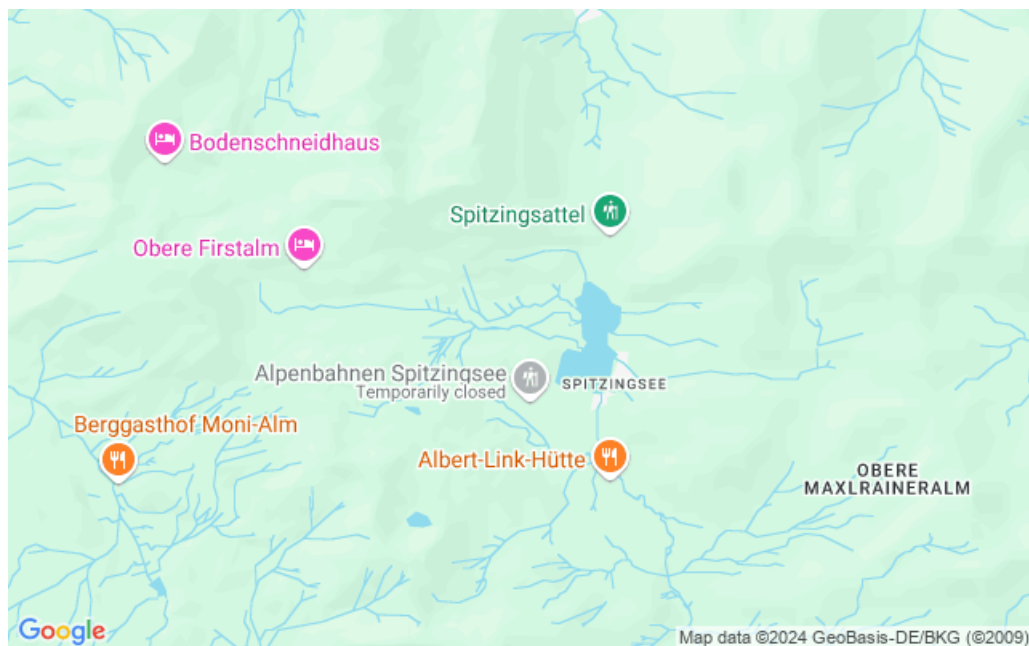 Bodenschneidhaus
Spitzingsattel
Obere Firstalm
Alpenbahnen Spitzingsee
Temporarily closed
SPITZINGSEE
Berggasthof Moni-Alm
Albert-Link-Hütte
OBERE
MAXLRAINERALM
Google
Map data ©2024 GeoBasis-DE/BKG (©2009)